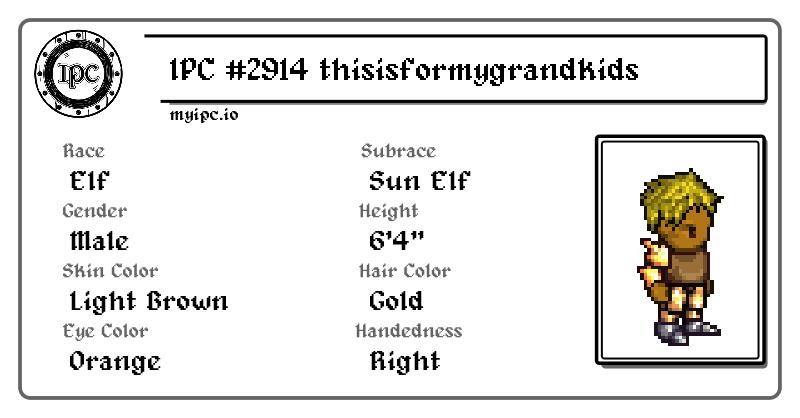 IPC
IPC #2914 thisisformygrandkids
myipc.io
Race
Elf
Subrace
Sun Elf
Gender
Male
Height
6'4"
Skin Color
Light Brown
Hair Color
Gold
Eye Color
Orange
Handedness
Right